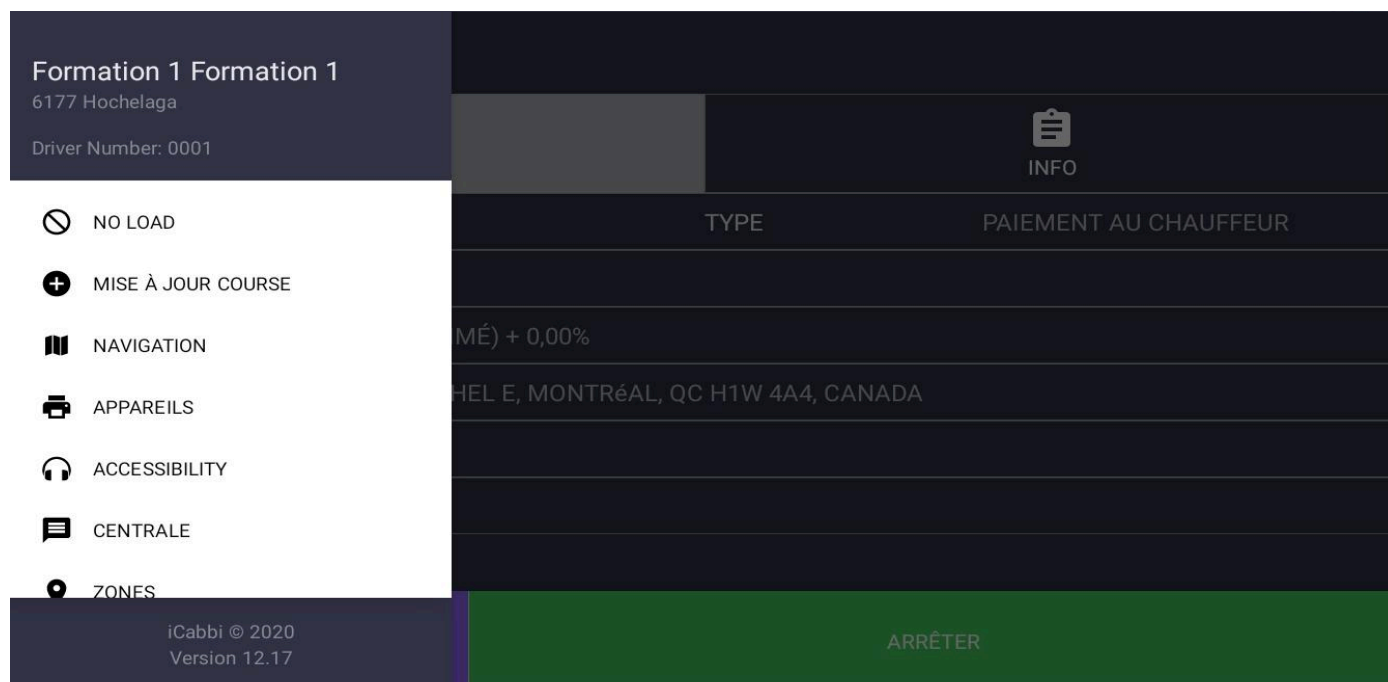 Formation 1 Formation 1
6177 Hochelaga
Driver Number: 0001
NO LOAD
MISE À JOUR COURSE
NAVIGATION
APPAREILS
ACCESSIBILITY
CENTRALE
ZONES
iCabbi © 2020
Version 12.17
INFO
TYPE PAIEMENT AU CHAUFFEUR
MÉ) + 0,00%
HEL E, MONTRéAL, QC H1W 4A4, CANADA
ARRÊTER